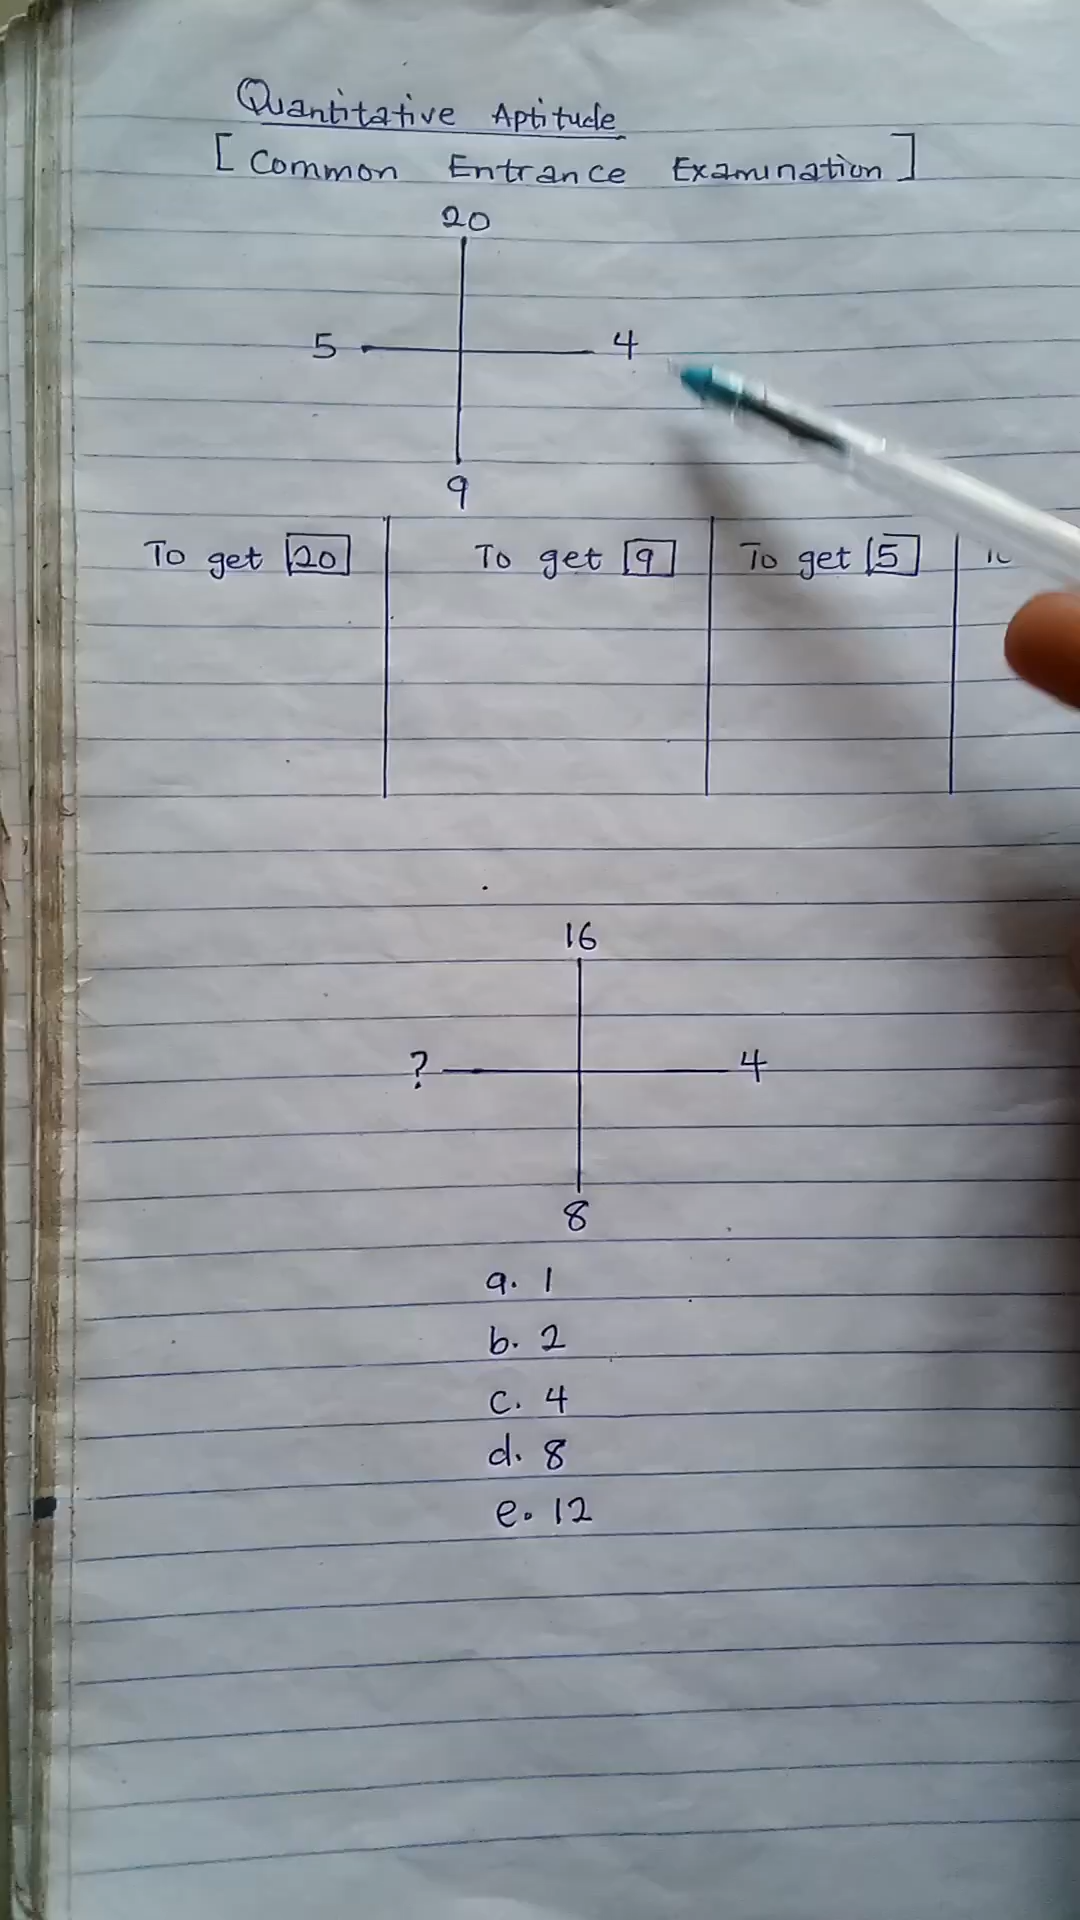 Quantitative Aptitude
[Common Entrance Examination]
20
5 4
9
To get 20 To get 9 To get 5
16
? 4
8
a. 1
b. 2
c. 4
d. 8
e. 12